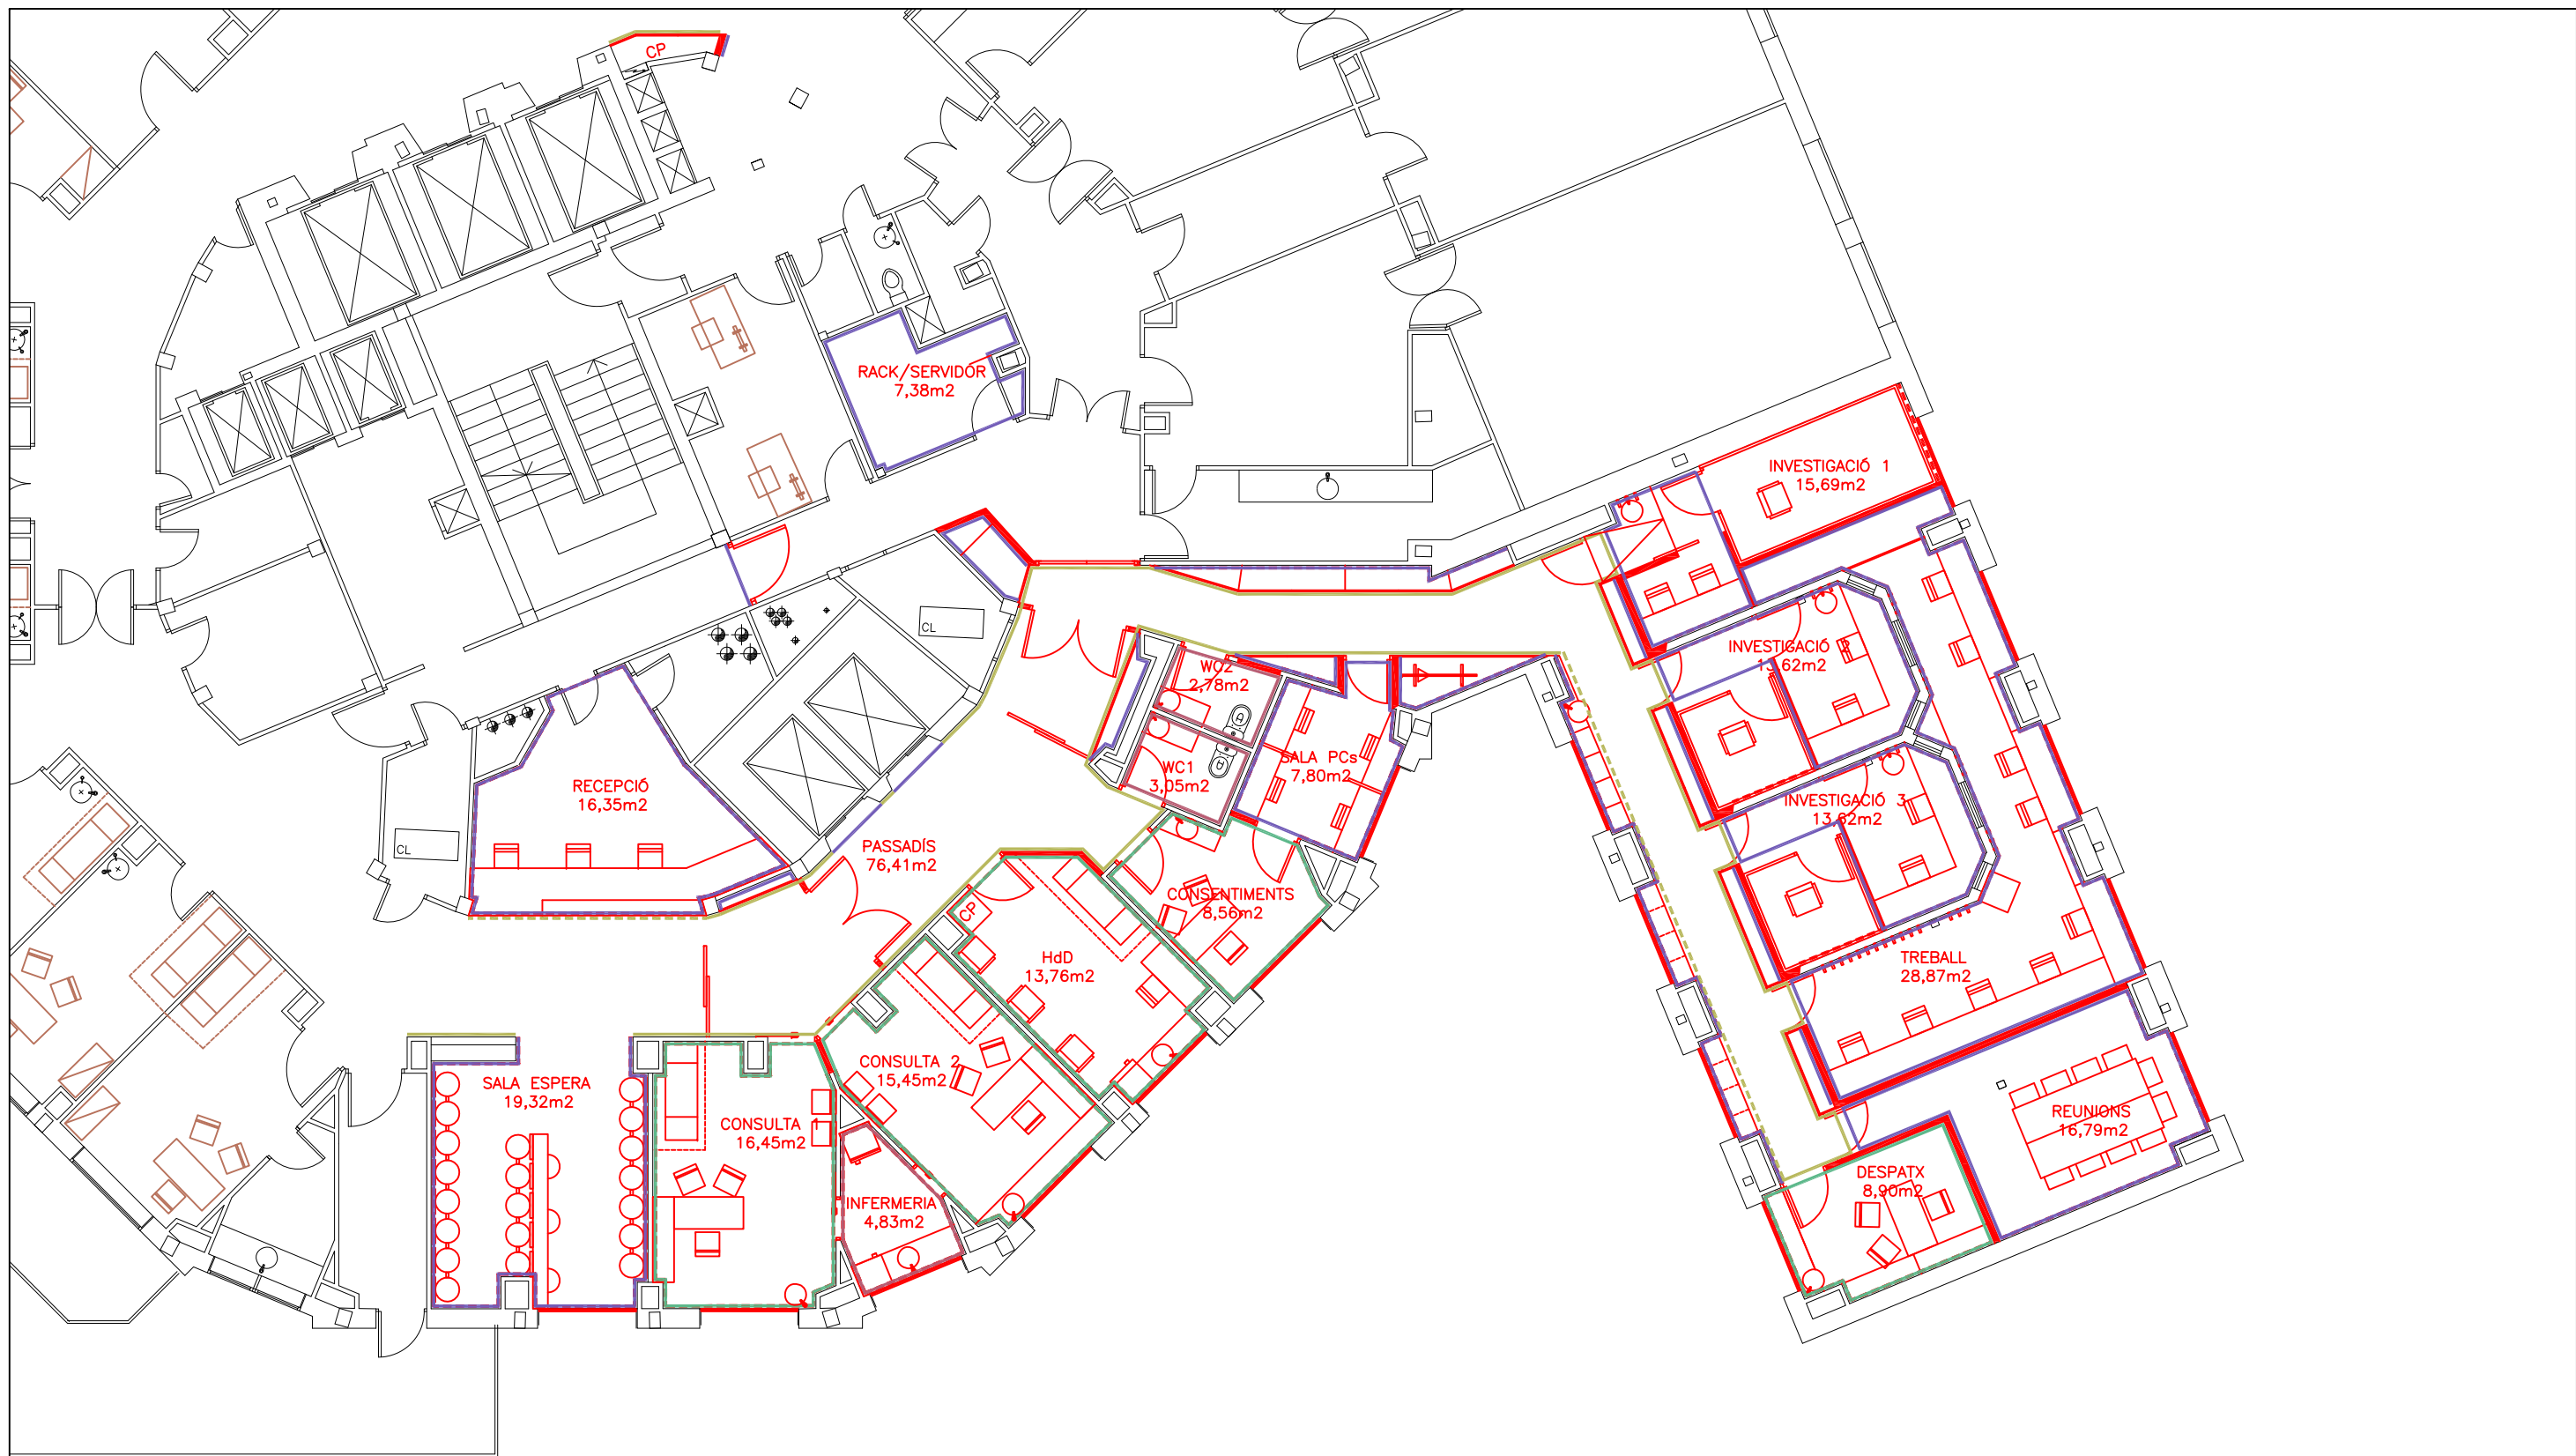 CP
RACK/SERVIDÓR
7,38m2
INVESTIGACIÓ 1
15,69m2
CL
INVESTIGACIÓ 2
13,62m2
WC2
2,78m2
SALA PCs
7,80m2
WC1
3,05m2
RECEPCIÓ
16,35m2
INVESTIGACIÓ 3
13,62m2
CL
PASSADÍS
76,41m2
CONSENTIMENTS
8,56m2
CP
HdD
13,76m2
TREBALL
28,87m2
CONSULTA 2
15,45m2
SALA ESPERA
19,32m2
CONSULTA 1
16,45m2
REUNIONS
16,79m2
DESPATX
8,90m2
INFERMERIA
4,83m2